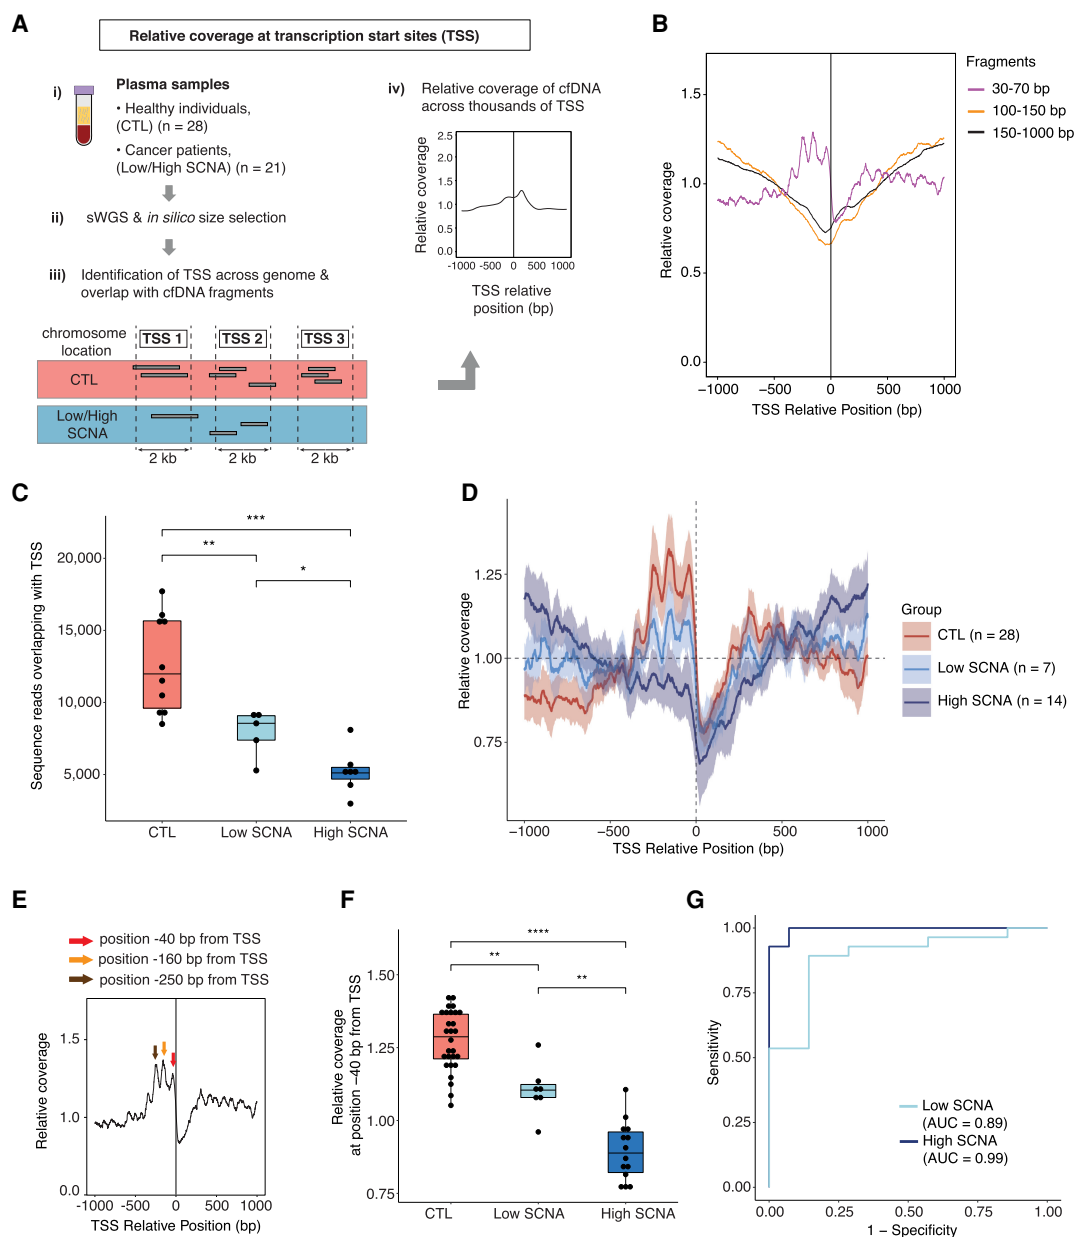 A
Relative coverage at transcription start sites (TSS)
i)
Plasma samples
• Healthy individuals,
(CTL) (n = 28)
• Cancer patients,
(Low/High SCNA) (n = 21)
ii)
sWGS & in silico size selection
iii)
Identification of TSS across genome &
overlap with cfDNA fragments
chromosome
location
TSS 1
TSS 2
TSS 3
CTL
Low/High
SCNA
2 kb
2 kb
2 kb
iv)
Relative coverage of cfDNA
across thousands of TSS
Relative coverage
2.5
2.0
1.5
1.0
0.5
0.0
-1000 -500 0 500 1000
TSS relative
position (bp)
B
Relative coverage
1.5
1.0
0.5
0.0
−1000 −500 0 500 1000
TSS Relative Position (bp)
Fragments
30-70 bp
100-150 bp
150-1000 bp
C
Sequence reads overlapping with TSS
20,000
15,000
10,000
5,000
***
**
*
CTL Low SCNA High SCNA
D
Relative coverage
1.25
1.00
0.75
−1000 −500 0 500 1000
TSS Relative Position (bp)
Group
CTL (n = 28)
Low SCNA (n = 7)
High SCNA (n = 14)
E
position -40 bp from TSS
position -160 bp from TSS
position -250 bp from TSS
Relative coverage
1.5
1.0
0.0
-1000 -500 0 500 1000
TSS Relative Position (bp)
F
Relative coverage
at position −40 bp from TSS
1.50
1.25
1.00
0.75
****
**
**
CTL Low SCNA High SCNA
G
Sensitivity
1.00
0.75
0.50
0.25
0.00
Low SCNA
(AUC = 0.89)
High SCNA
(AUC = 0.99)
0.00 0.25 0.50 0.75 1.00
1 − Specificity